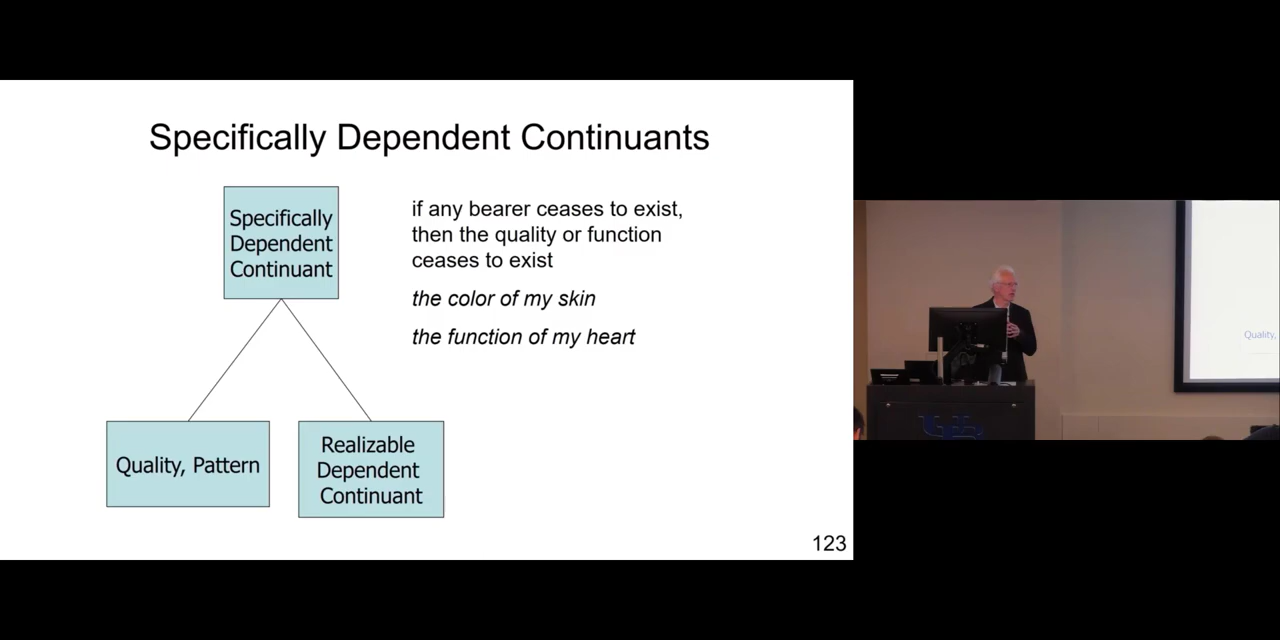 Specifically Dependent Continuants
Specifically
Dependent
Continuant
if any bearer ceases to exist,
then the quality or function
ceases to exist
the color of my skin
the function of my heart
Quality, Pattern
Realizable
Dependent
Continuant
123
Quality,